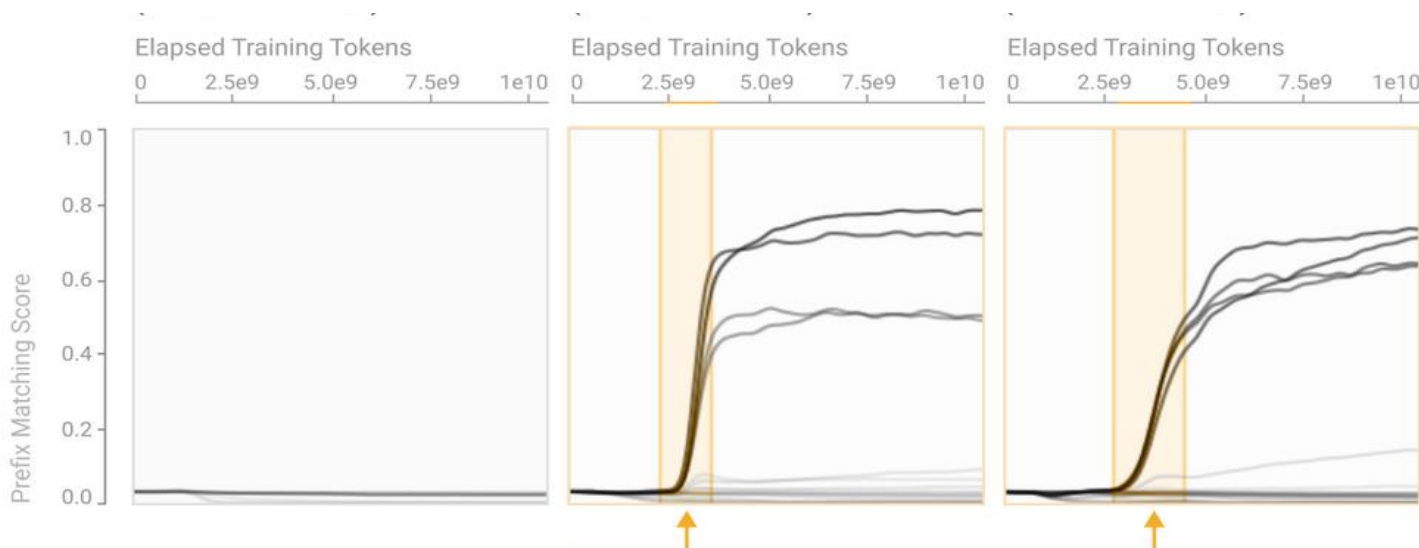 Elapsed Training Tokens
0 2.5e9 5.0e9 7.5e9 1e10
Elapsed Training Tokens
0 2.5e9 5.0e9 7.5e9 1e10
Elapsed Training Tokens
0 2.5e9 5.0e9 7.5e9 1e10
Prefix Matching Score
1.0
0.8
0.6
0.4
0.2
0.0